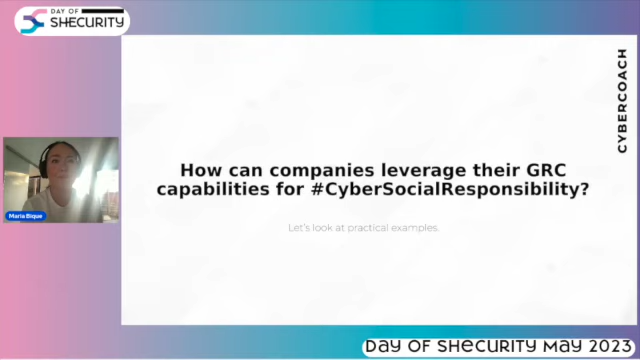 DAY OF
SHECURITY
CYBERCOACH
How can companies leverage their GRC
capabilities for #CyberSocialResponsibility?
Let's look at practical examples.
Maria Bique
DAY OF SHECURITY MAY 2023